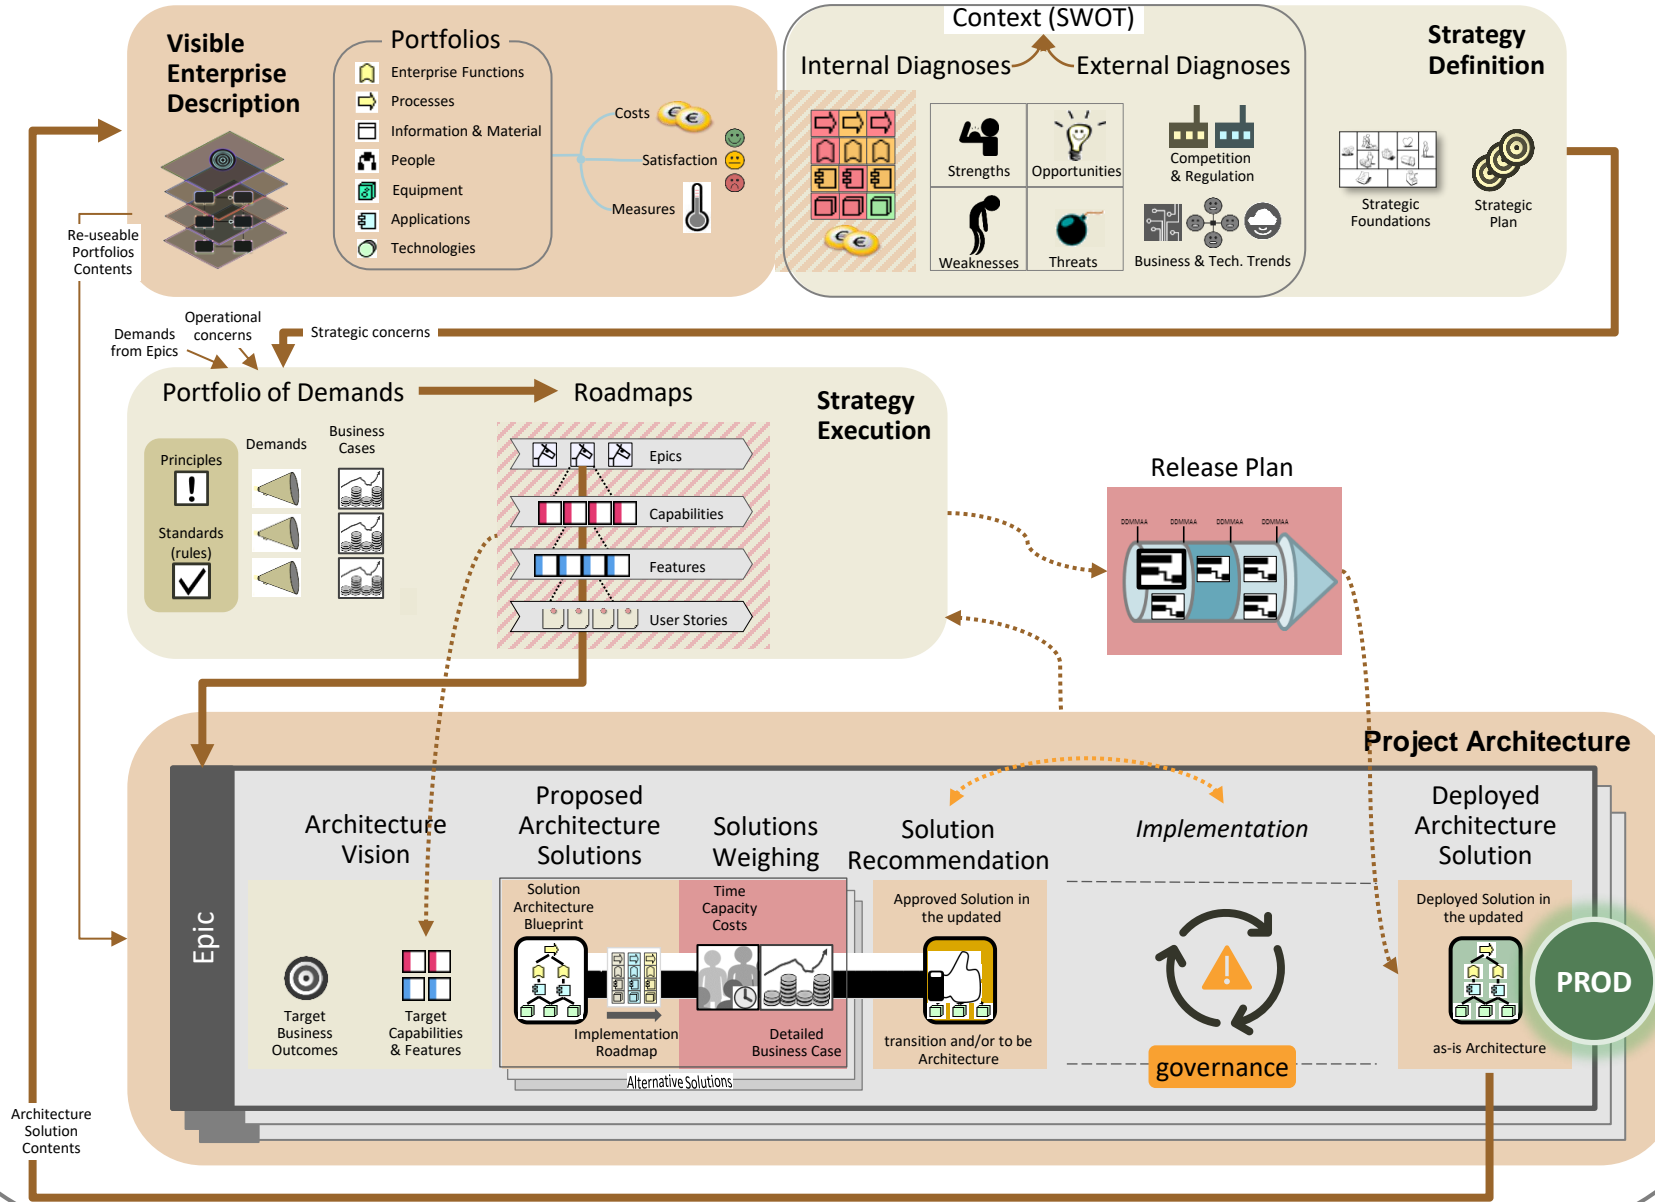 Visible
Enterprise
Description
Portfolios
Enterprise Functions
Processes
Information & Material
People
Equipment
Applications
Technologies
Costs
Satisfaction
Measures
Context (SWOT)
Internal Diagnoses
External Diagnoses
Strengths
Opportunities
Weaknesses
Threats
Competition
& Regulation
Business & Tech. Trends
Strategy
Definition
Strategic
Foundations
Strategic
Plan
Re-useable
Portfolios
Contents
Demands
from Epics
Operational
concerns
Strategic concerns
Portfolio of Demands
Roadmaps
Strategy
Execution
Principles
Standards
(rules)
Demands
Business
Cases
Epics
Capabilities
Features
User Stories
Release Plan
DDMMAA
DDMMAA
DDMMAA
DDMMAA
Project Architecture
Epic
Architecture
Vision
Target
Business
Outcomes
Target
Capabilities
& Features
Proposed
Architecture
Solutions
Solution
Architecture
Blueprint
Implementation
Roadmap
Solutions
Weighing
Time
Capacity
Costs
Detailed
Business Case
Alternative Solutions
Solution
Recommendation
Approved Solution in
the updated
transition and/or to be
Architecture
Implementation
governance
Deployed
Architecture
Solution
Deployed Solution in
the updated
as-is Architecture
PROD
Architecture
Solution
Contents